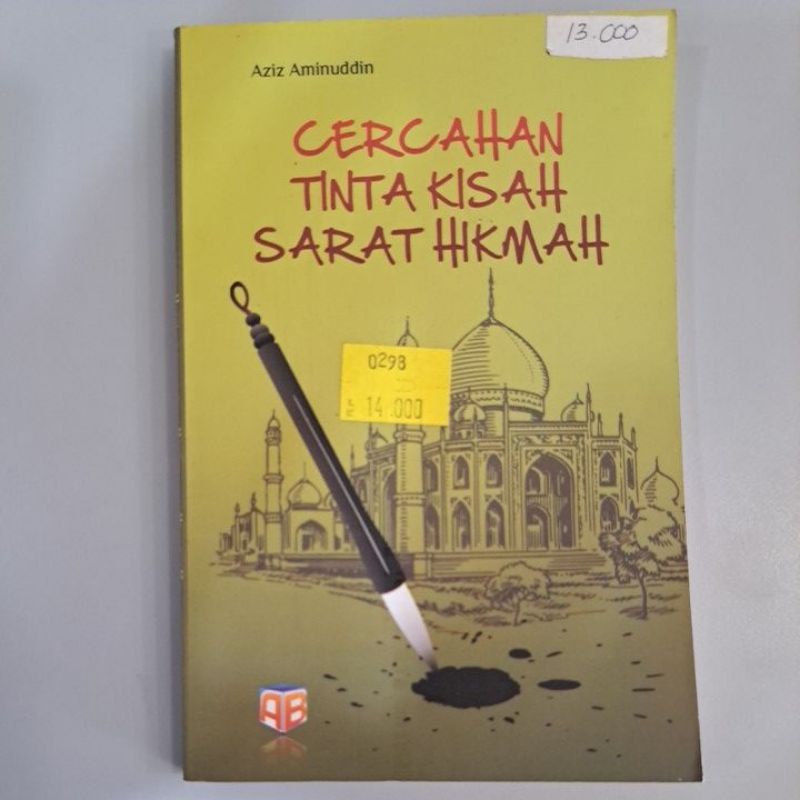 13.000
Aziz Aminuddin
CERCAHAN
TINTA KISAH
SARAT HIKMAH
0298
14.000
AB